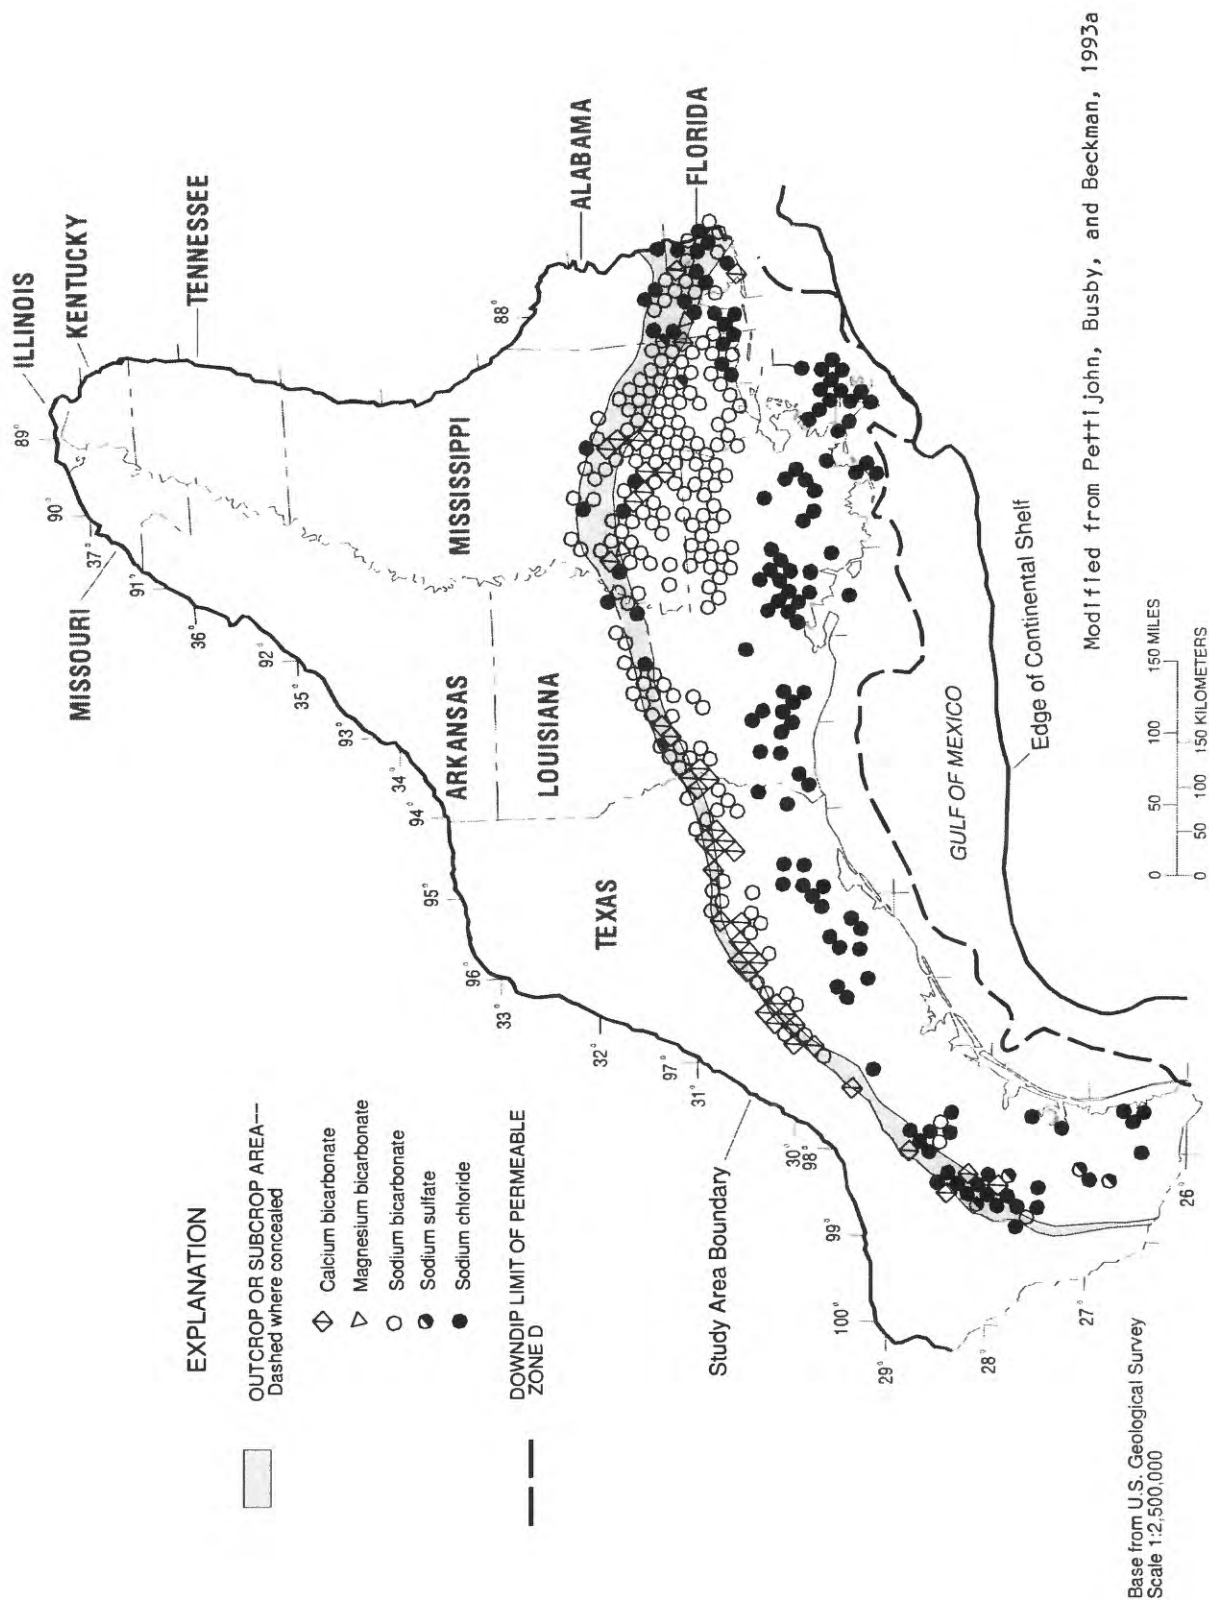 ILLINOIS
KENTUCKY
TENNESSEE
MISSOURI
89°
90°
37°
91°
36°
92°
35°
93°
34°
94°
95°
96°
33°
32°
97°
31°
30°
98°
99°
100°
29°
28°
27°
26°
88°
ALABAMA
FLORIDA
MISSISSIPPI
ARKANSAS
LOUISIANA
TEXAS
Study Area Boundary
GULF OF MEXICO
Edge of Continental Shelf
EXPLANATION
OUTCROP OR SUBCROP AREA--
Dashed where concealed
Calcium bicarbonate
Magnesium bicarbonate
Sodium bicarbonate
Sodium sulfate
Sodium chloride
DOWNDIP LIMIT OF PERMEABLE
ZONE D
0 50 100 150 MILES
0 50 100 150 KILOMETERS
Modified from Pettijohn, Busby, and Beckman, 1993a
Base from U.S. Geological Survey
Scale 1:2,500,000